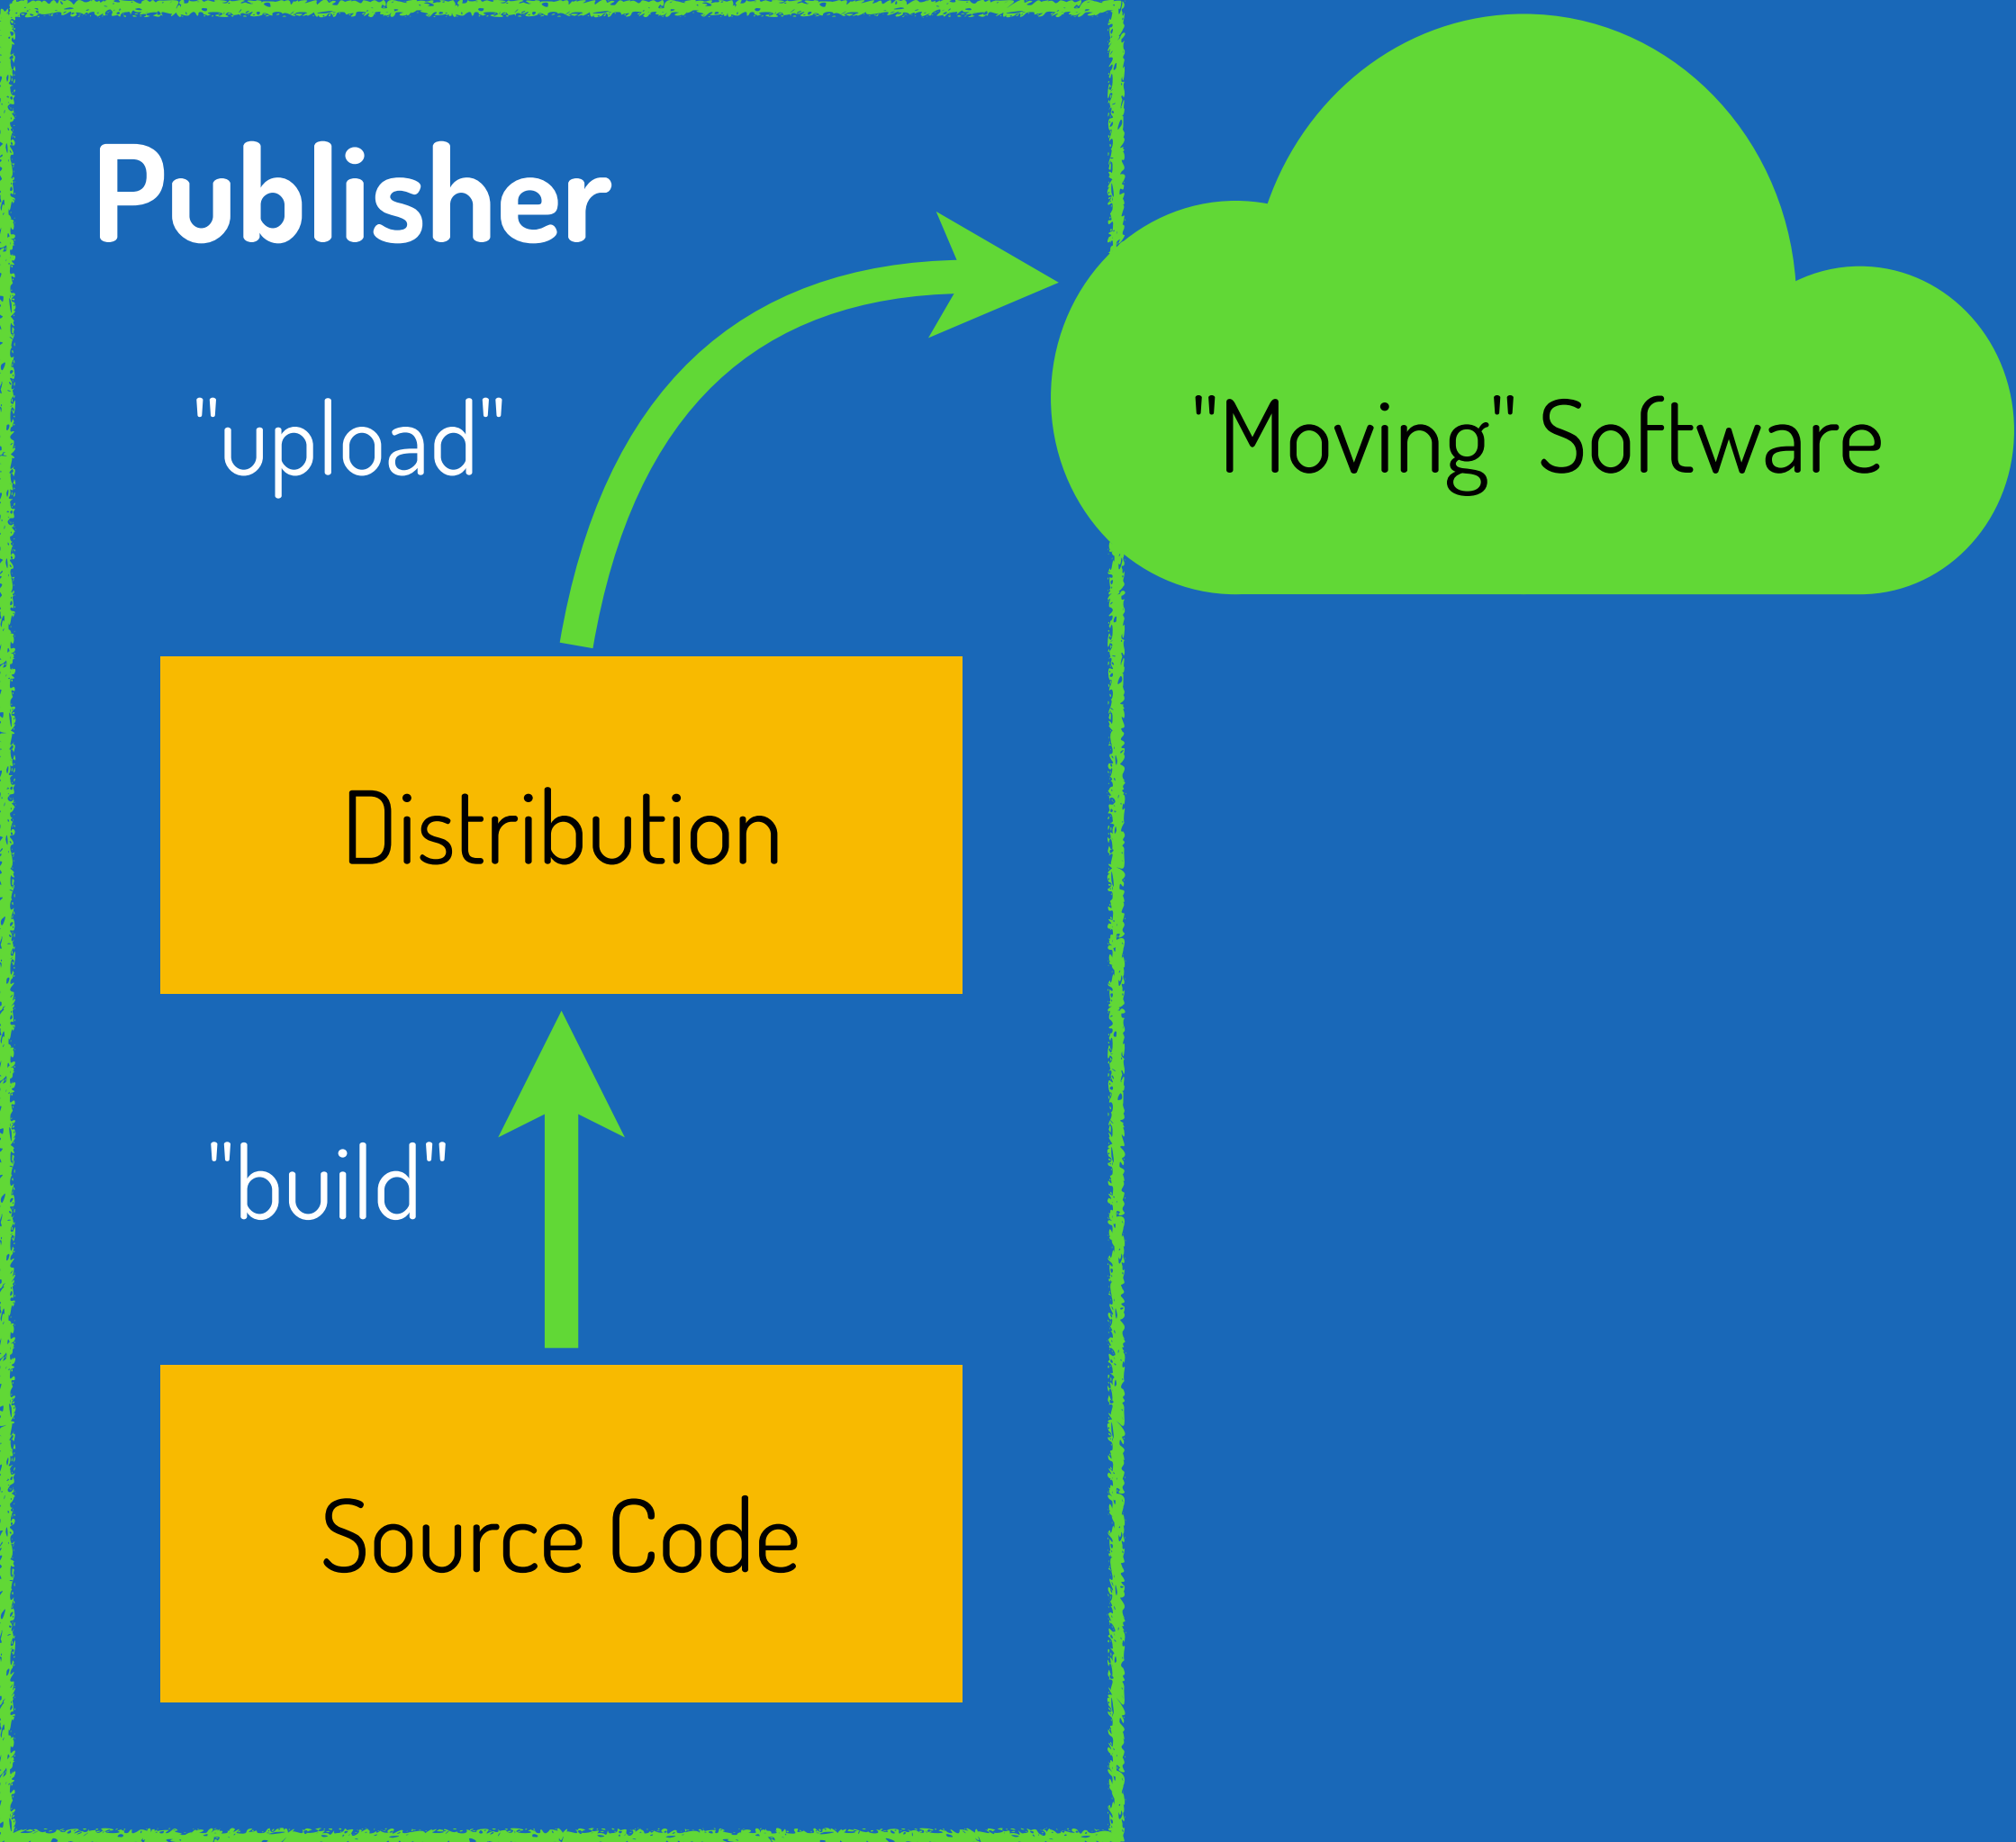 Publisher
"upload"
"Moving" Software
Distribution
"build"
Source Code